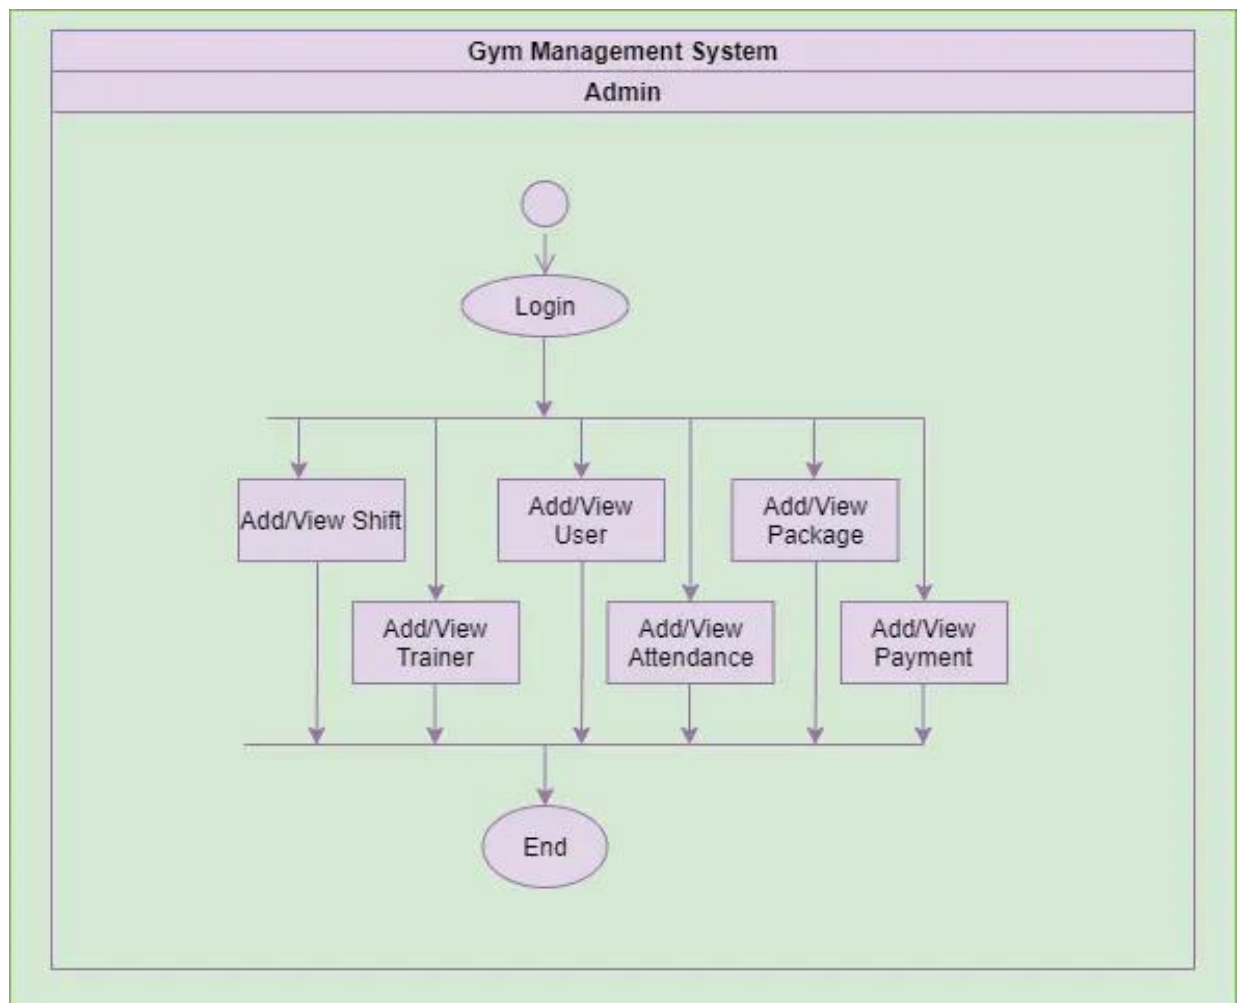 Gym Management System
Admin
Login
Add/View Shift
Add/View
User
Add/View
Package
Add/View
Trainer
Add/View
Attendance
Add/View
Payment
End